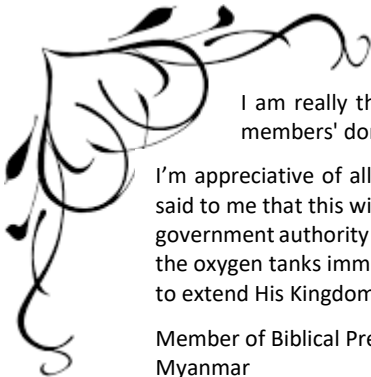 I am really th
members' do
I'm appreciative of all
said to me that this wi
government authority
the oxygen tanks imm
to extend His Kingdom
Member of Biblical Pre
Myanmar